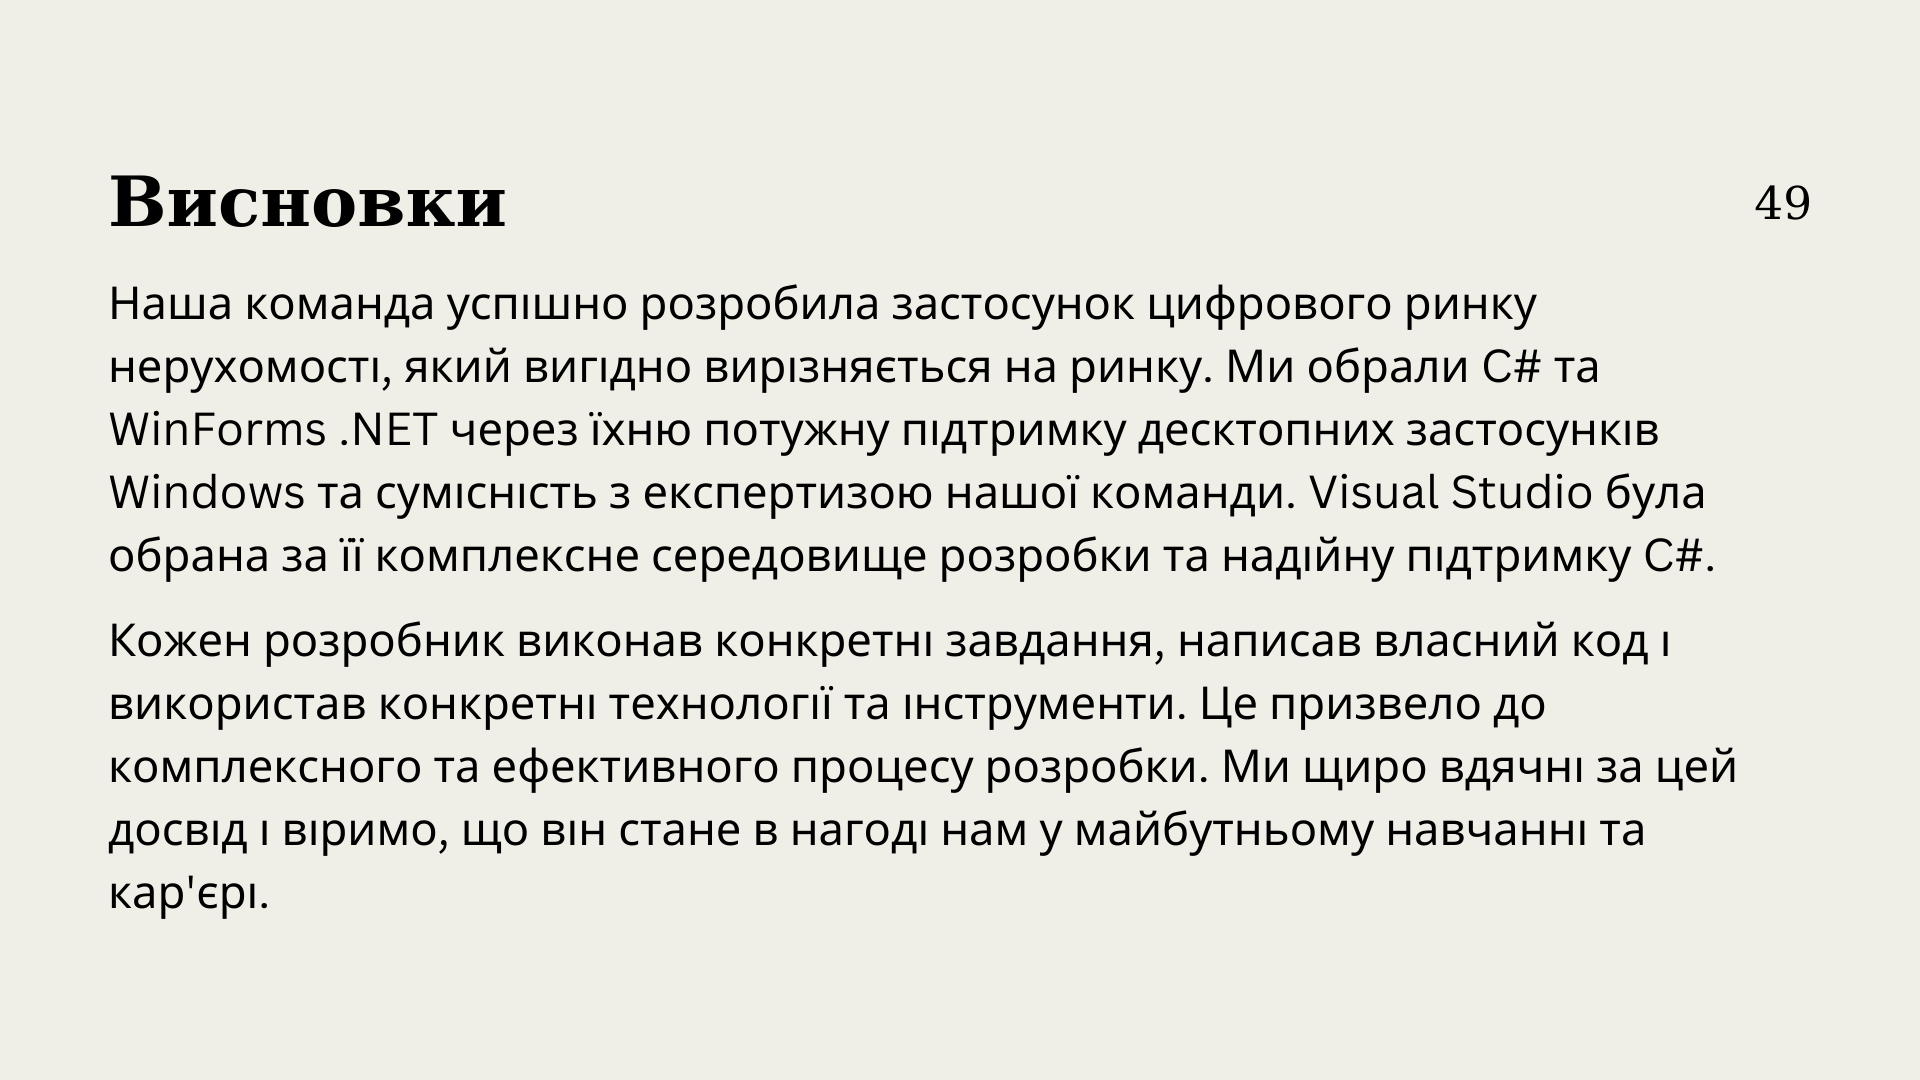 Висновки
49
Наша команда успішно розробила застосунок цифрового ринку
нерухомості, який вигідно вирізняється на ринку. Ми обрали C# та
WinForms .NET через їхню потужну підтримку десктопних застосунків
Windows та сумісність з експертизою нашої команди. Visual Studio була
обрана за її комплексне середовище розробки та надійну підтримку C#.
Кожен розробник виконав конкретні завдання, написав власний код і
використав конкретні технології та інструменти. Це призвело до
комплексного та ефективного процесу розробки. Ми щиро вдячні за цей
досвід і віримо, що він стане в нагоді нам у майбутньому навчанні та
кар'єрі.